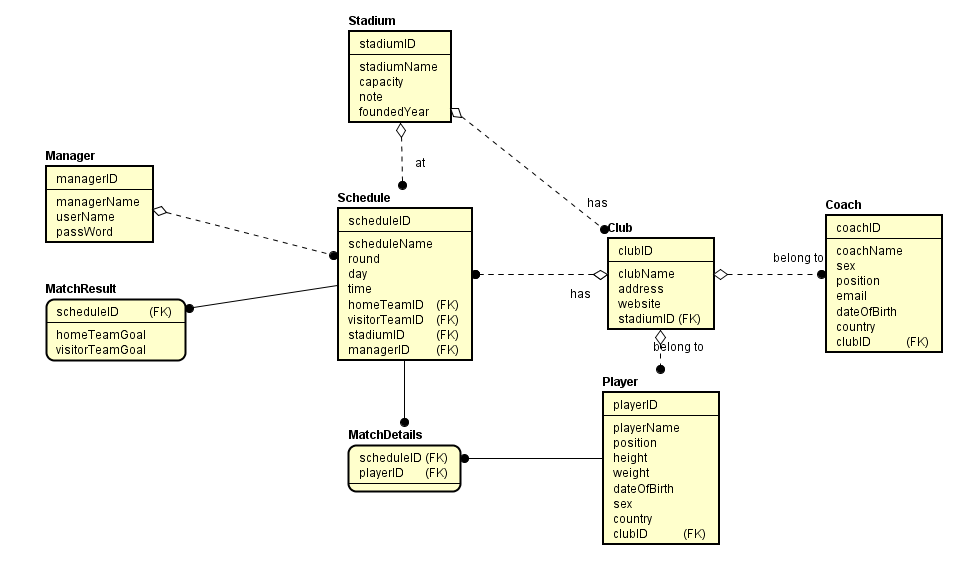 Stadium
stadiumID
stadiumName
capacity
note
foundedYear
at
has
Manager
managerID
managerName
userName
passWord
Schedule
scheduleID
scheduleName
round
day
time
homeTeamID (FK)
visitorTeamID (FK)
stadiumID (FK)
managerID (FK)
has
Club
clubID
clubName
address
website
stadiumID (FK)
belong to
belong to
Coach
coachID
coachName
sex
position
email
dateOfBirth
country
clubID (FK)
MatchResult
scheduleID (FK)
homeTeamGoal
visitorTeamGoal
MatchDetails
scheduleID (FK)
playerID (FK)
Player
playerID
playerName
position
height
weight
dateOfBirth
sex
country
clubID (FK)